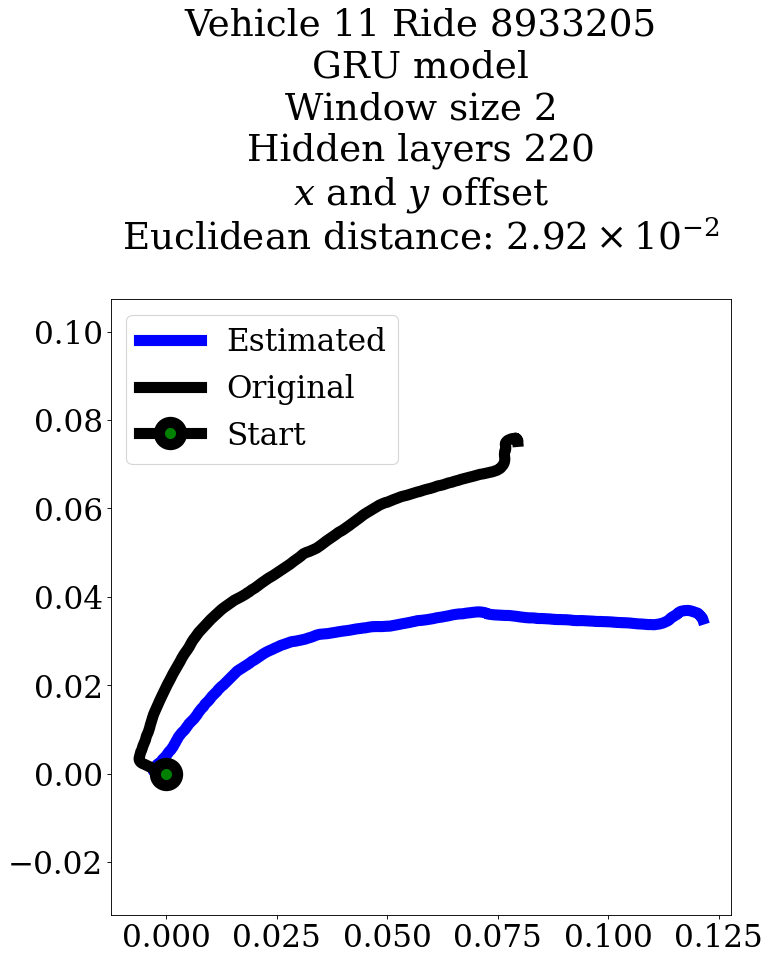 Vehicle 11 Ride 8933205
GRU model
Window size 2
Hidden layers 220
x and y offset
Euclidean distance: 2.92 × 10⁻²
Estimated
Original
Start
0.10
0.08
0.06
0.04
0.02
0.00
−0.02
0.000 0.025 0.050 0.075 0.100 0.125